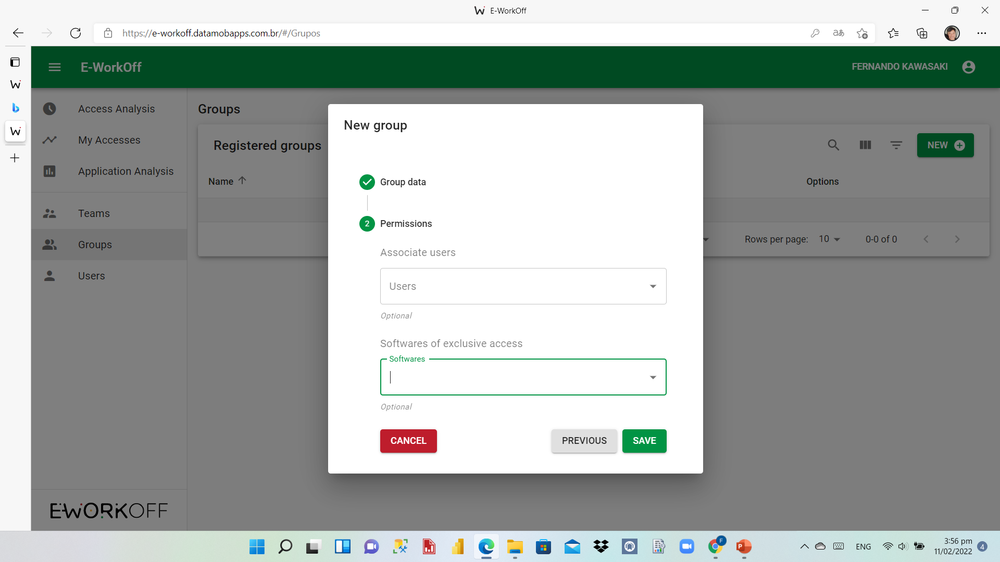 E-WorkOff
https://e-workoff.datamobapps.com.br/#/Grupos
E-WorkOff
FERNANDO KAWASAKI
Access Analysis
My Accesses
Application Analysis
Teams
Groups
Users
EWORKOFF
Groups
Registered groups
NEW
Name
Options
Rows per page: 10 0-0 of 0
New group
Group data
2 Permissions
Associate users
Users
Optional
Softwares of exclusive access
Softwares
Optional
CANCEL PREVIOUS SAVE
ENG
3:56 pm
11/02/2022
4